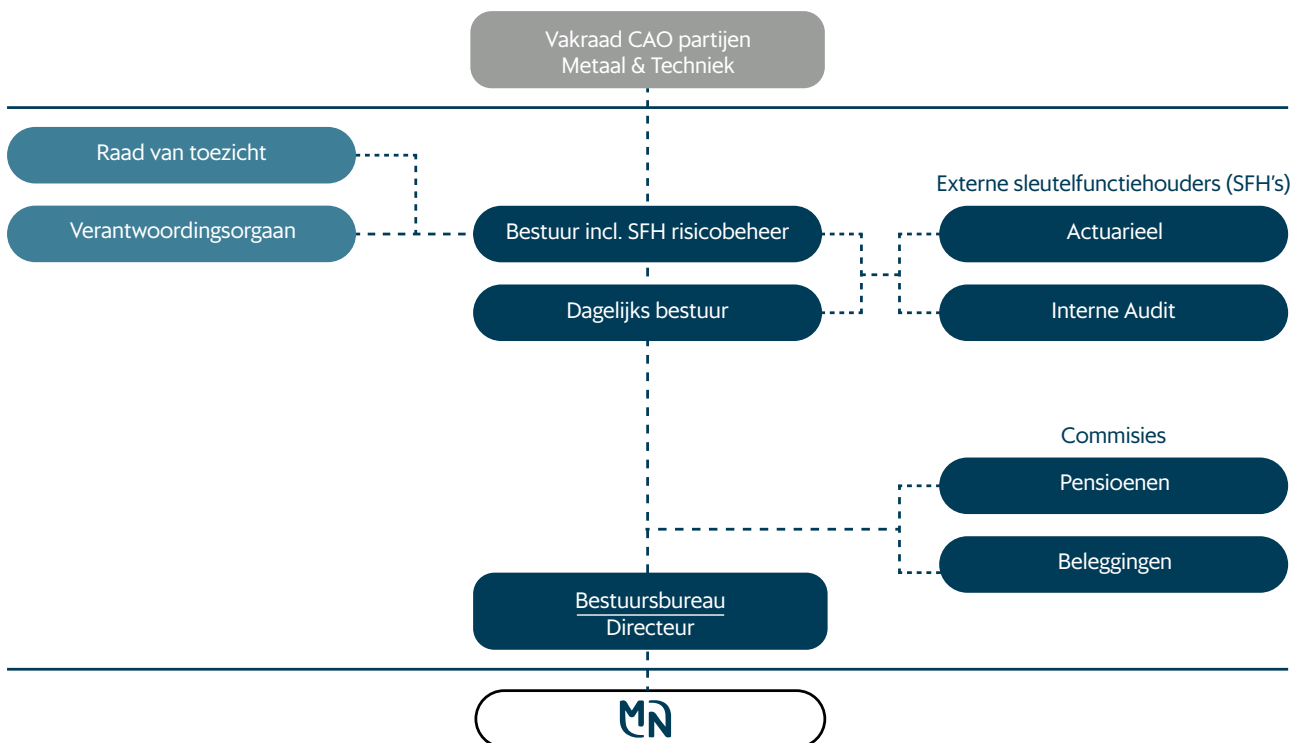 Vakraad CAO partijen
Metaal & Techniek
Raad van toezicht
Verantwoordingsorgaan
Bestuur incl. SFH risicobeheer
Dagelijks bestuur
Externe sleutelfunctiehouders (SFH's)
Actuarieel
Interne Audit
Commisies
Pensioenen
Beleggingen
Bestuursbureau
Directeur
MN